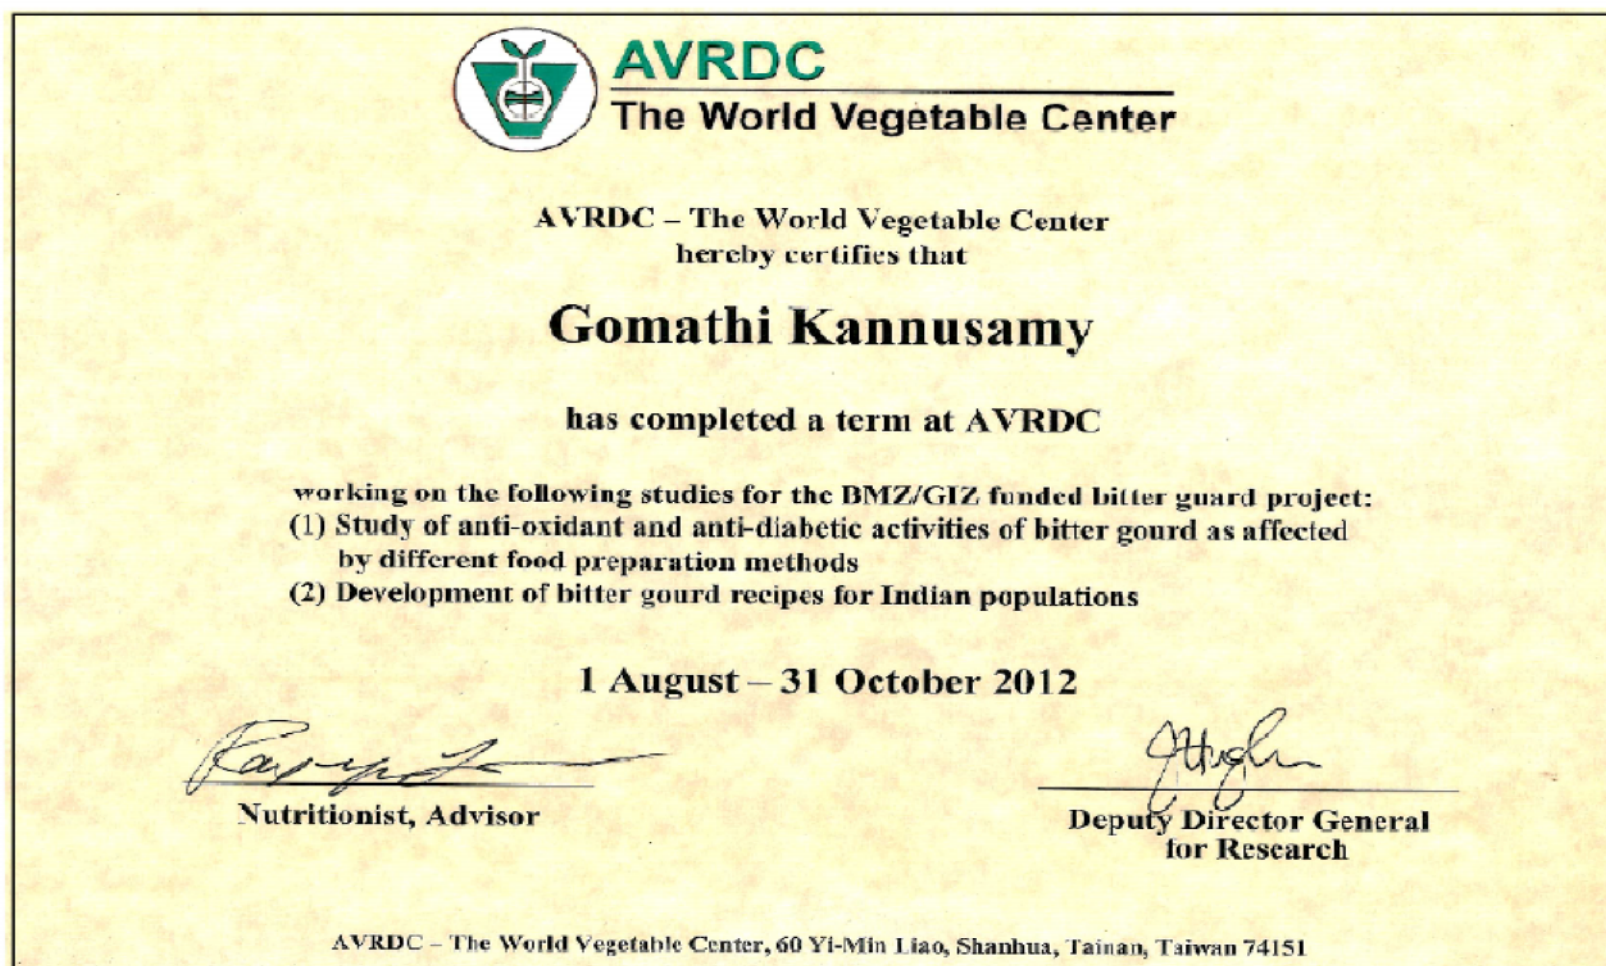 AVRDC
The World Vegetable Center
AVRDC – The World Vegetable Center
hereby certifies that
Gomathi Kannusamy
has completed a term at AVRDC
working on the following studies for the BMZ/GIZ funded bitter guard project:
(1) Study of anti-oxidant and anti-diabetic activities of bitter gourd as affected
by different food preparation methods
(2) Development of bitter gourd recipes for Indian populations
1 August – 31 October 2012
Nutritionist, Advisor
Deputy Director General
for Research
AVRDC – The World Vegetable Center, 60 Yi-Min Liao, Shanhua, Tainan, Taiwan 74151